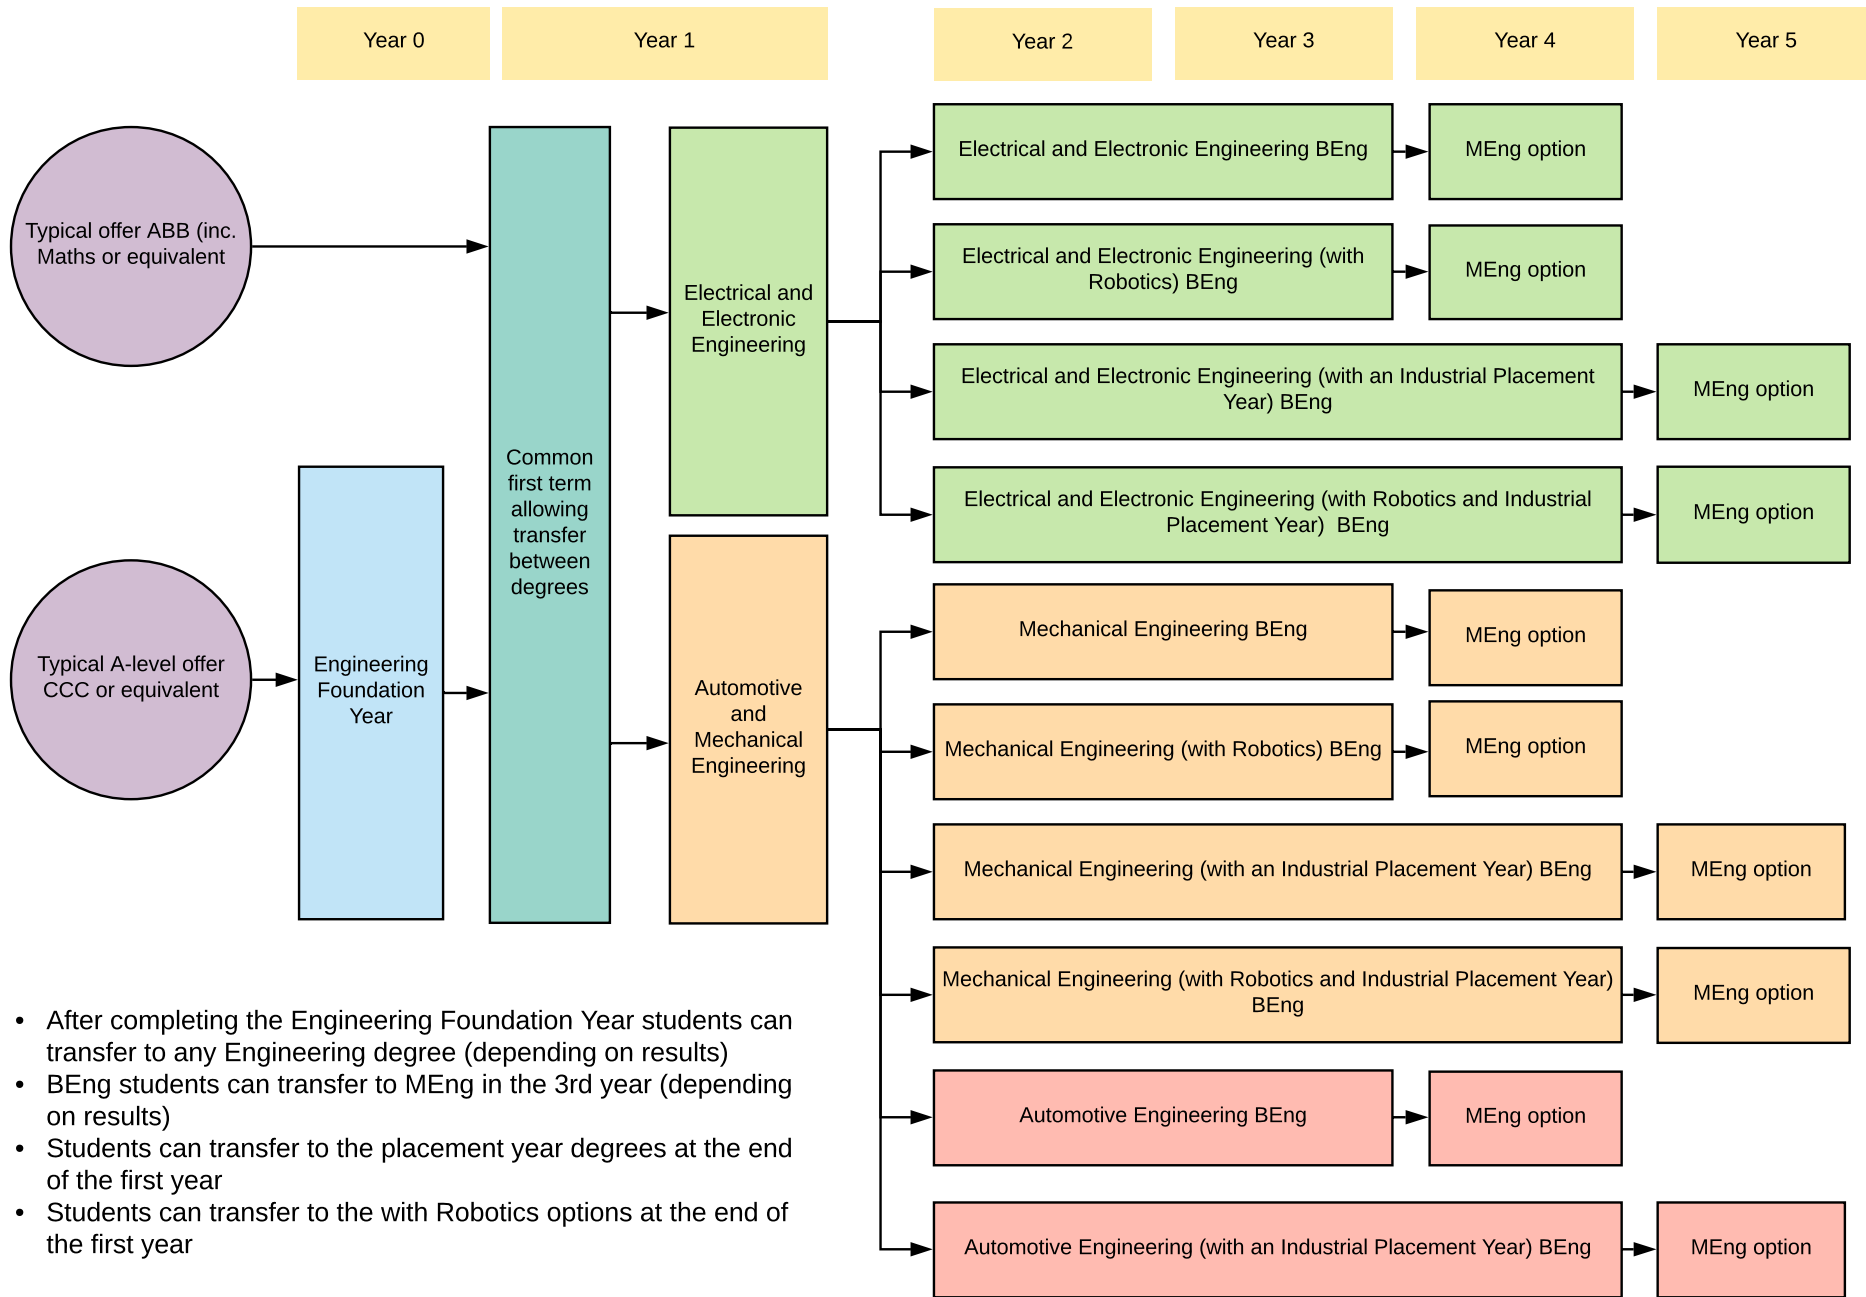 Year 0
Year 1
Year 2
Year 3
Year 4
Year 5
Typical offer ABB (inc.
Maths or equivalent
Typical A-level offer
CCC or equivalent
Engineering
Foundation
Year
Common
first term
allowing
transfer
between
degrees
Electrical and
Electronic
Engineering
Automotive
and
Mechanical
Engineering
Electrical and Electronic Engineering BEng
MEng option
Electrical and Electronic Engineering (with
Robotics) BEng
MEng option
Electrical and Electronic Engineering (with an Industrial Placement
Year) BEng
MEng option
Electrical and Electronic Engineering (with Robotics and Industrial
Placement Year)  BEng
MEng option
Mechanical Engineering BEng
MEng option
Mechanical Engineering (with Robotics) BEng
MEng option
Mechanical Engineering (with an Industrial Placement Year) BEng
MEng option
Mechanical Engineering (with Robotics and Industrial Placement Year)
BEng
MEng option
Automotive Engineering BEng
MEng option
Automotive Engineering (with an Industrial Placement Year) BEng
MEng option
• After completing the Engineering Foundation Year students can
transfer to any Engineering degree (depending on results)
• BEng students can transfer to MEng in the 3rd year (depending
on results)
• Students can transfer to the placement year degrees at the end
of the first year
• Students can transfer to the with Robotics options at the end of
the first year